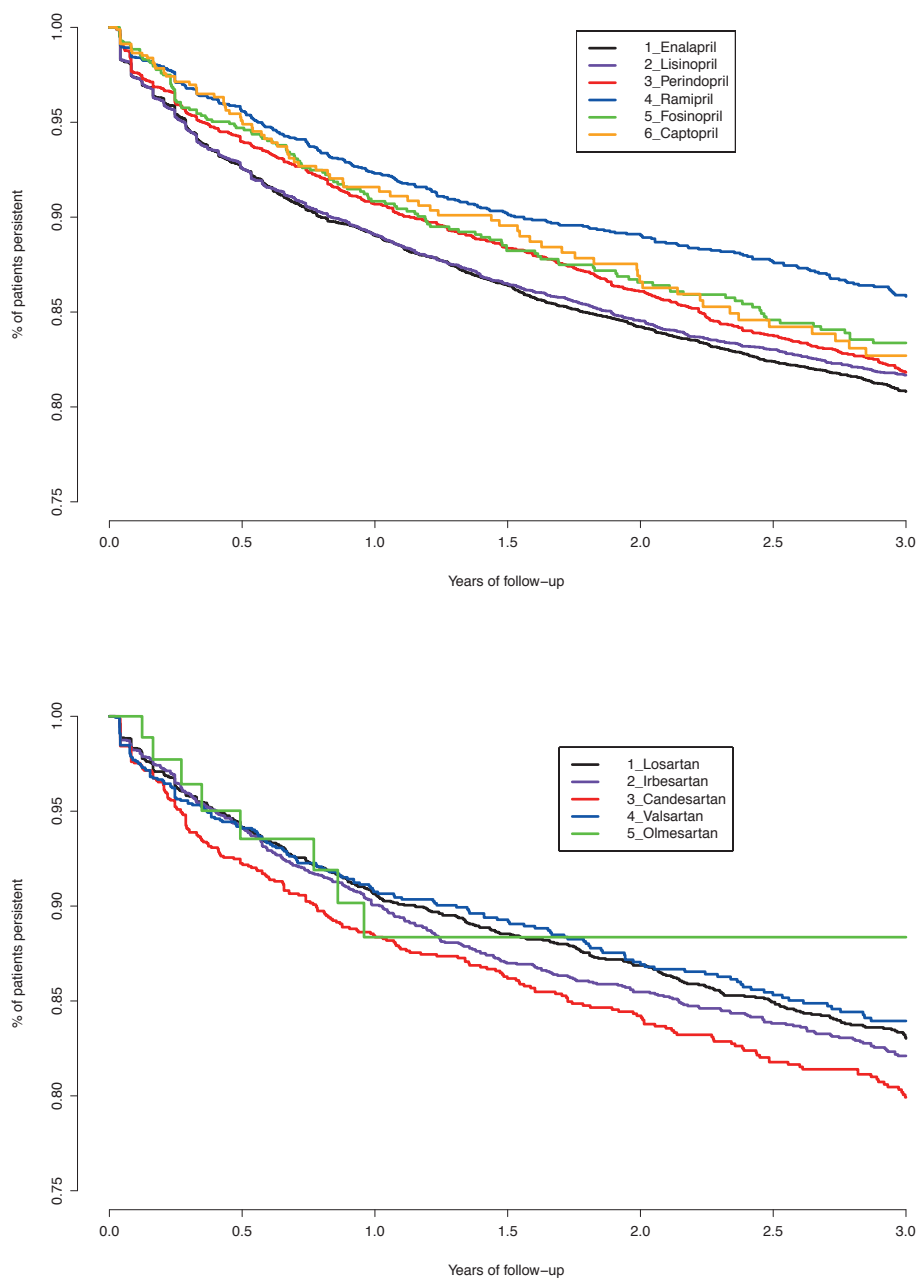 1.00
0.95
0.90
0.85
0.80
0.75
% of patients persistent
1_Enalapril
2_Lisinopril
3_Perindopril
4_Ramipril
5_Fosinopril
6_Captopril
0.0 0.5 1.0 1.5 2.0 2.5 3.0
Years of follow−up
1.00
0.95
0.90
0.85
0.80
0.75
% of patients persistent
1_Losartan
2_Irbesartan
3_Candesartan
4_Valsartan
5_Olmesartan
0.0 0.5 1.0 1.5 2.0 2.5 3.0
Years of follow−up